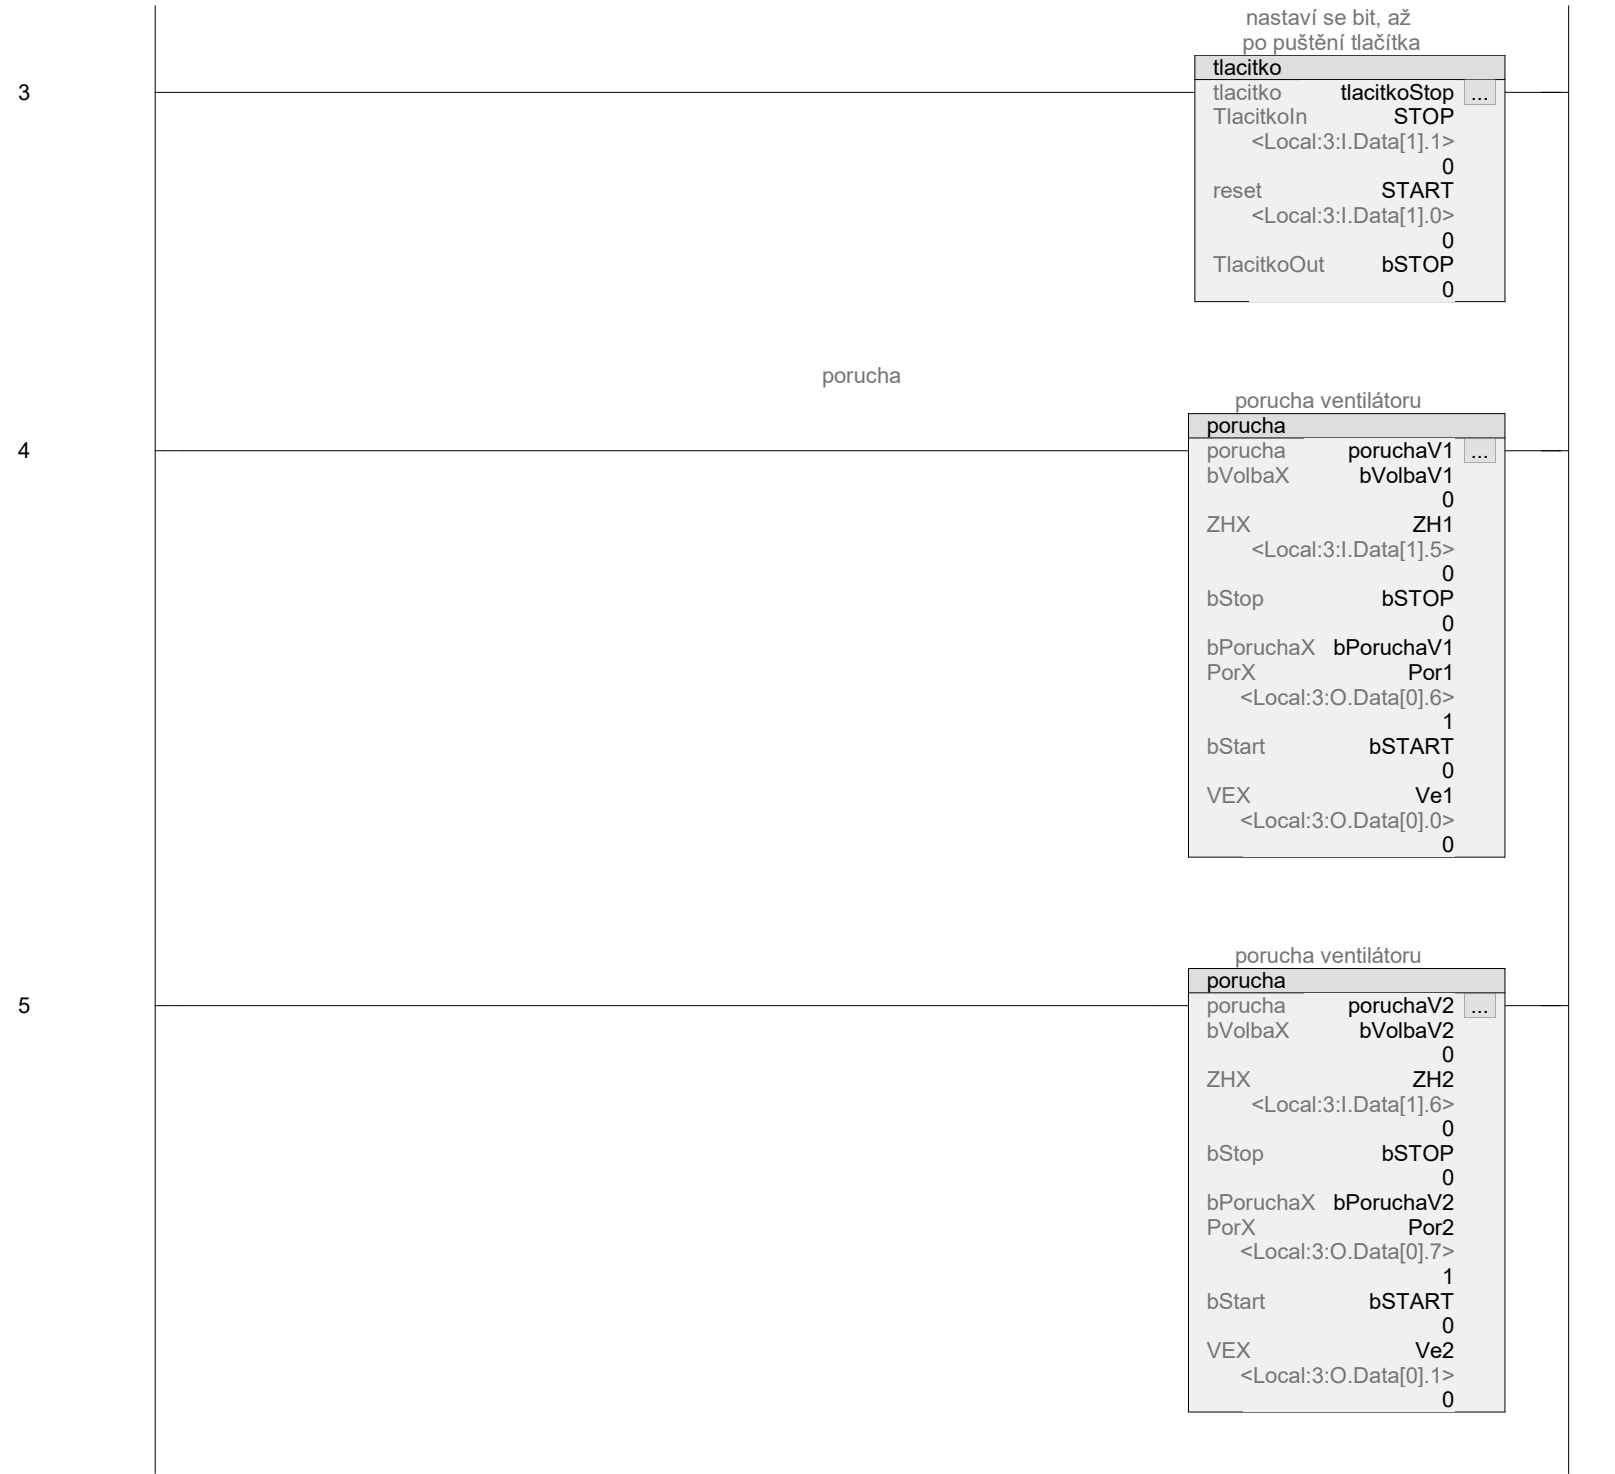 nastaví se bit, až
po puštění tlačítka
tlacitko
3
tlacitko tlacitkoStop ...
TlacitkoIn STOP
<Local:3:I.Data[1].1>
0
reset START
<Local:3:I.Data[1].0>
0
TlacitkoOut bSTOP
0
porucha
porucha ventilátoru
porucha
4
porucha poruchaV1 ...
bVolbaX bVolbaV1
0
ZHX ZH1
<Local:3:I.Data[1].5>
0
bStop bSTOP
0
bPoruchaX bPoruchaV1
PorX Por1
<Local:3:O.Data[0].6>
1
bStart bSTART
0
VEX Ve1
<Local:3:O.Data[0].0>
0
porucha ventilátoru
porucha
5
porucha poruchaV2 ...
bVolbaX bVolbaV2
0
ZHX ZH2
<Local:3:I.Data[1].6>
0
bStop bSTOP
0
bPoruchaX bPoruchaV2
PorX Por2
<Local:3:O.Data[0].7>
1
bStart bSTART
0
VEX Ve2
<Local:3:O.Data[0].1>
0